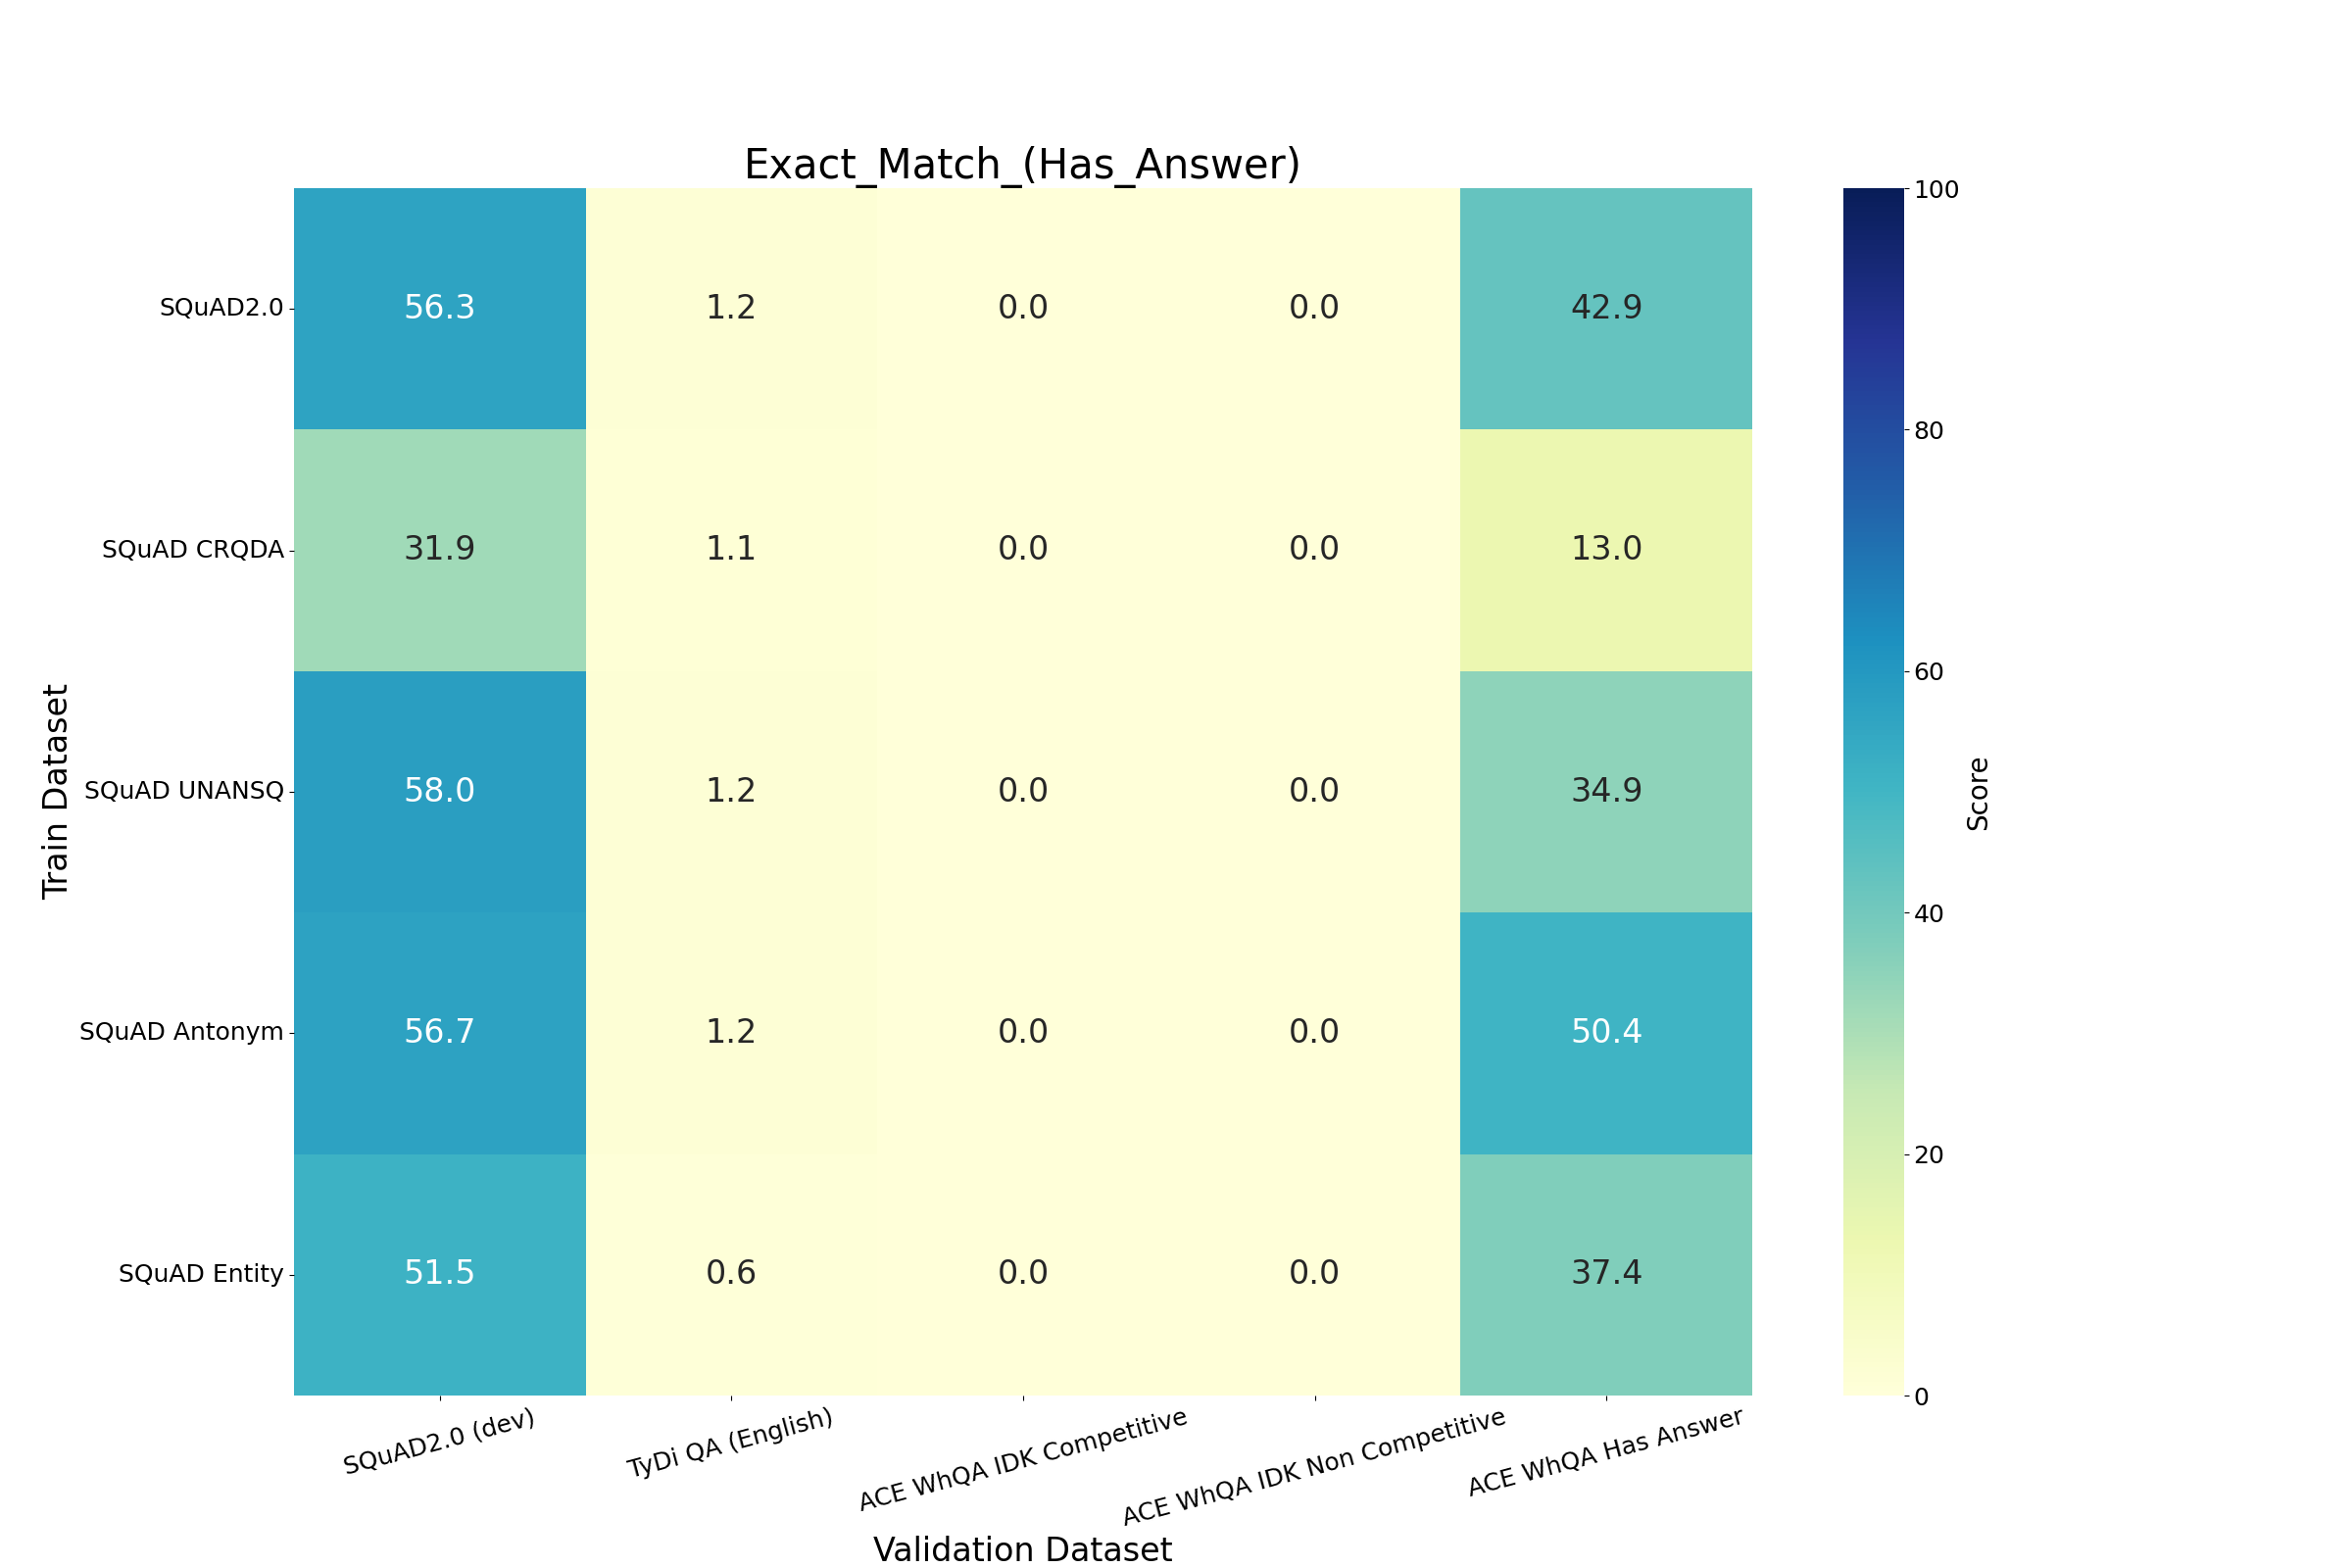 Exact_Match_(Has_Answer)
Train Dataset
SQuAD2.0 56.3 1.2 0.0 0.0 42.9
SQuAD CRQDA 31.9 1.1 0.0 0.0 13.0
SQuAD UNANSQ 58.0 1.2 0.0 0.0 34.9
SQuAD Antonym 56.7 1.2 0.0 0.0 50.4
SQuAD Entity 51.5 0.6 0.0 0.0 37.4
SQuAD2.0 (dev)
TyDi QA (English)
ACE WhQA IDK Competitive
ACE WhQA IDK Non Competitive
ACE WhQA Has Answer
Validation Dataset
100
80
60
40
20
0
Score